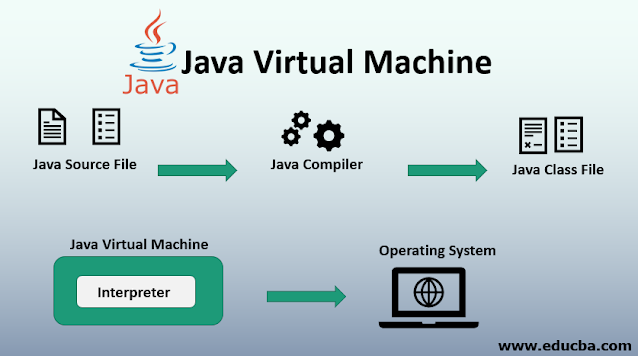 Java
Java Virtual Machine
Java Source File
Java Compiler
Java Class File
Java Virtual Machine
Interpreter
Operating System
www.educba.com